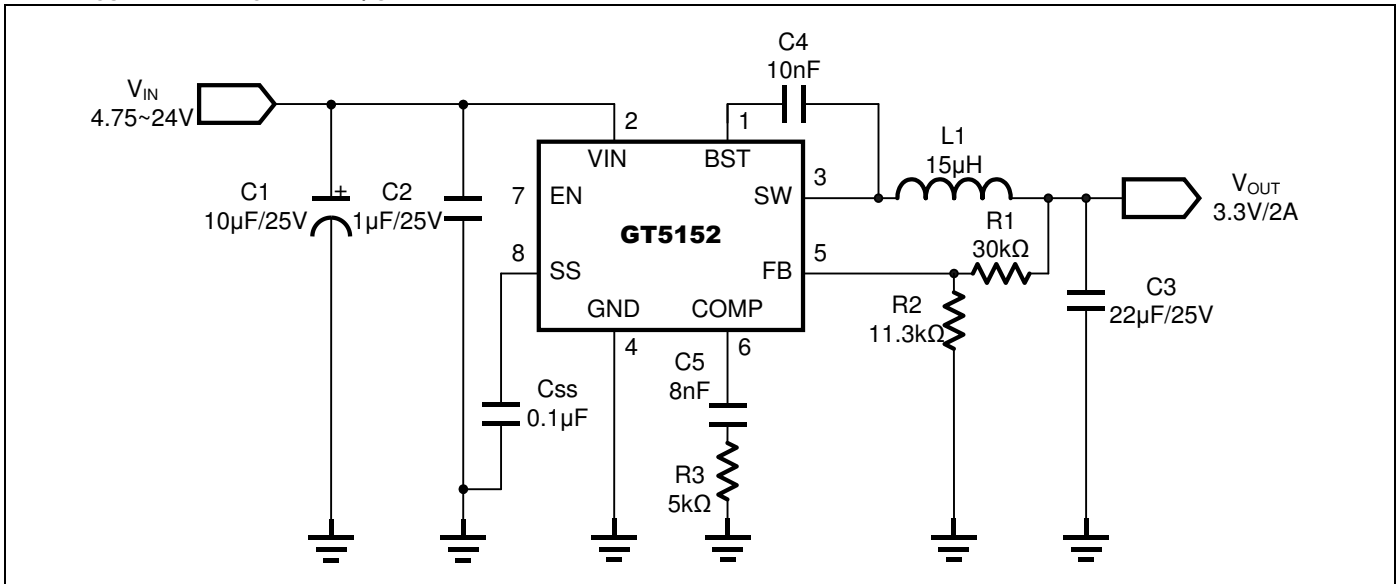 C4
10nF
V_IN
4.75~24V
2
1
VIN
BST
L1
15µH
C1
10µF/25V
+
C2
1µF/25V
7
EN
SW
3
V_OUT
3.3V/2A
GT5152
R1
30kΩ
8
SS
FB
5
R2
11.3kΩ
C3
22µF/25V
GND
COMP
4
6
C5
8nF
Css
0.1µF
R3
5kΩ